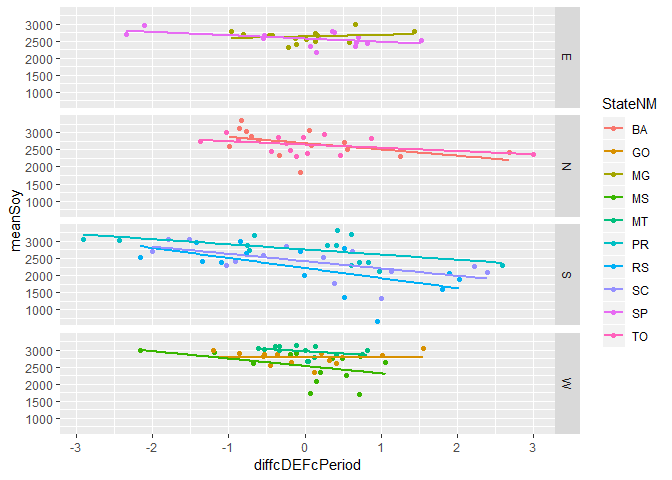 3000
2500
2000
1500
1000
E
3000
2500
2000
1500
1000
N
3000
2500
2000
1500
1000
S
3000
2500
2000
1500
1000
W
-3 -2 -1 0 1 2 3
diffcDEFcPeriod
meanSoy
StateNM
BA
GO
MG
MS
MT
PR
RS
SC
SP
TO